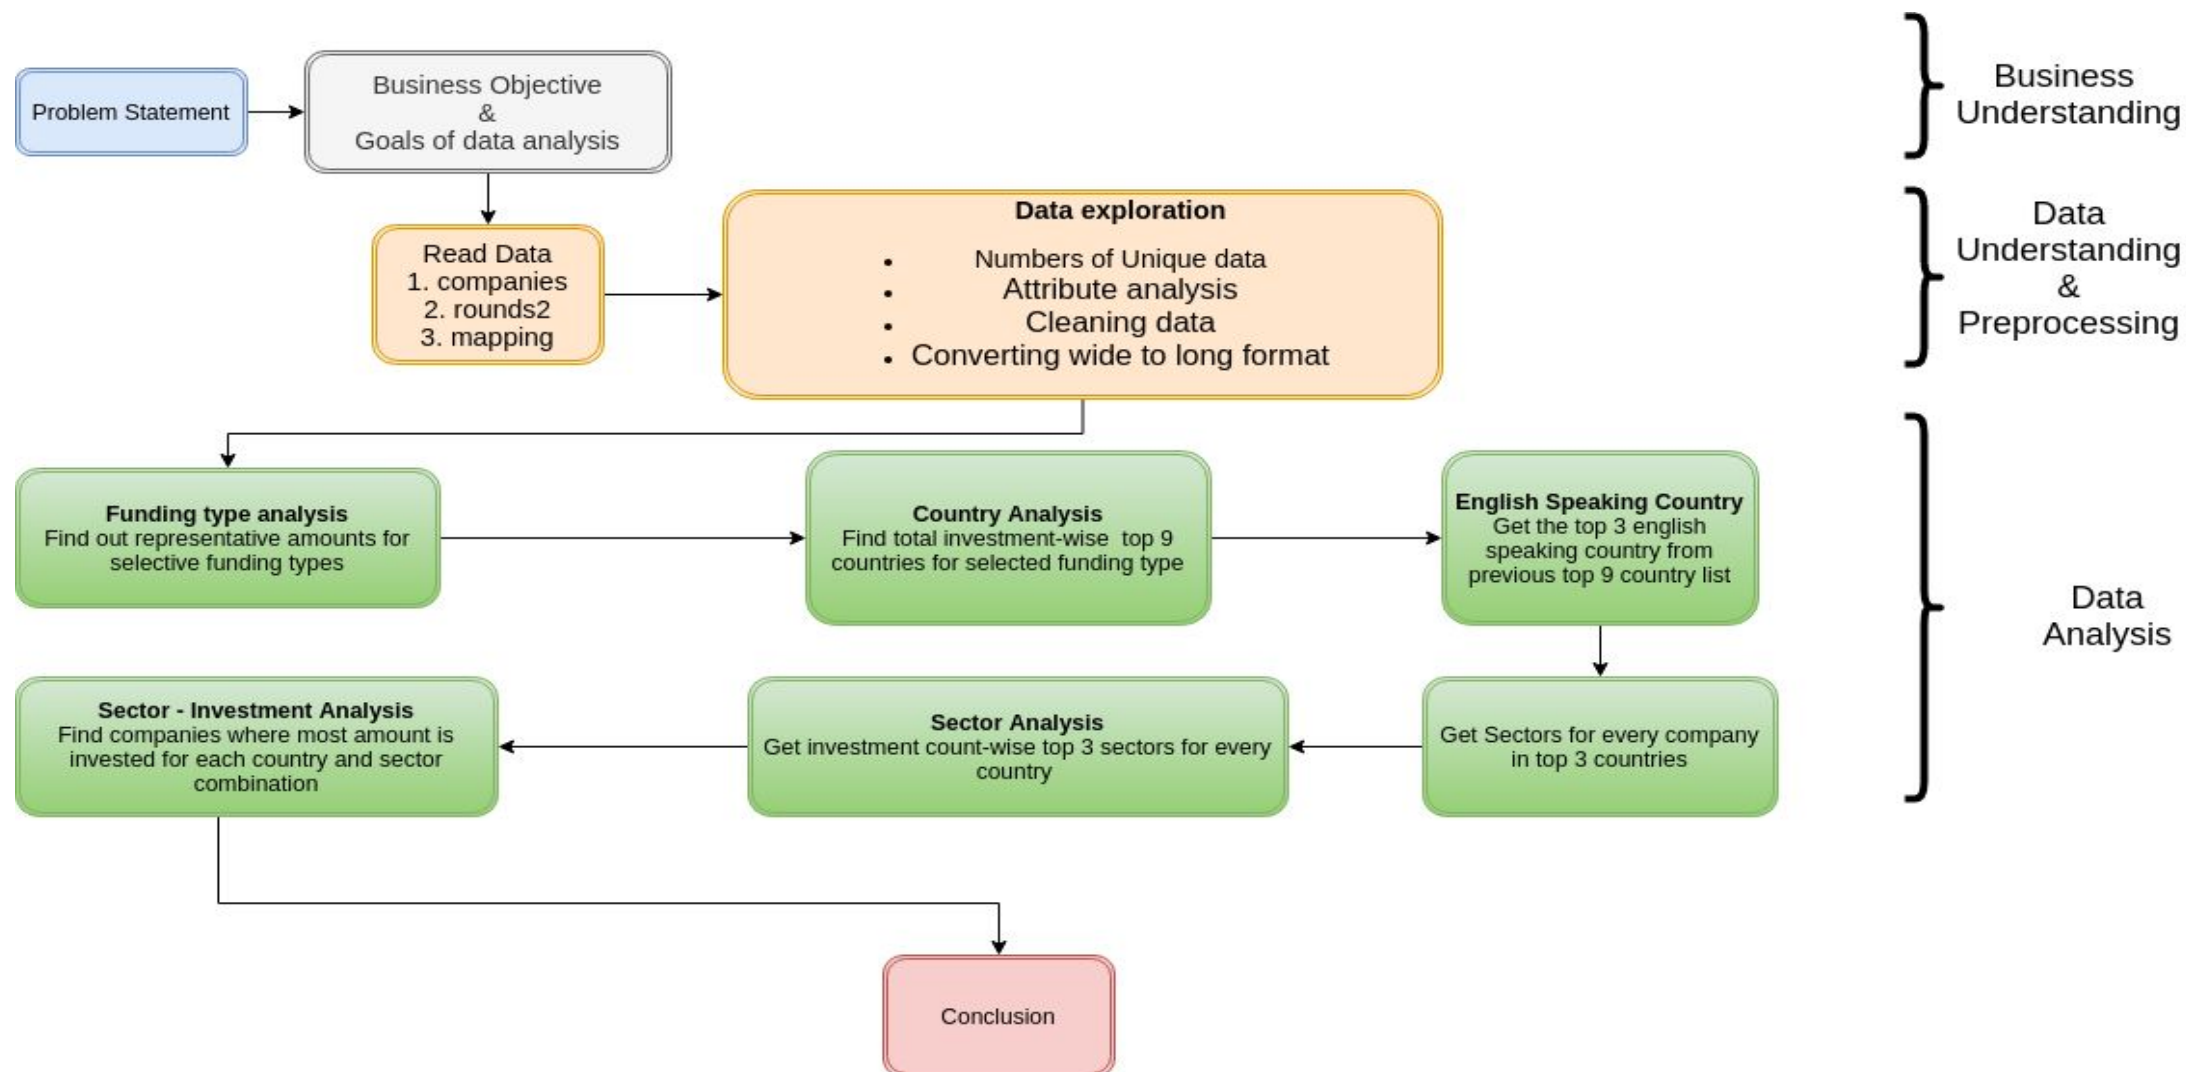 Problem Statement
Business Objective
&
Goals of data analysis
Business
Understanding
Read Data
1. companies
2. rounds2
3. mapping
Data exploration
• Numbers of Unique data
• Attribute analysis
• Cleaning data
• Converting wide to long format
Data
Understanding
&
Preprocessing
Funding type analysis
Find out representative amounts for
selective funding types
Country Analysis
Find total investment-wise top 9
countries for selected funding type
English Speaking Country
Get the top 3 english
speaking country from
previous top 9 country list
Data
Analysis
Get Sectors for every company
in top 3 countries
Sector Analysis
Get investment count-wise top 3 sectors for every
country
Sector - Investment Analysis
Find companies where most amount is
invested for each country and sector
combination
Conclusion